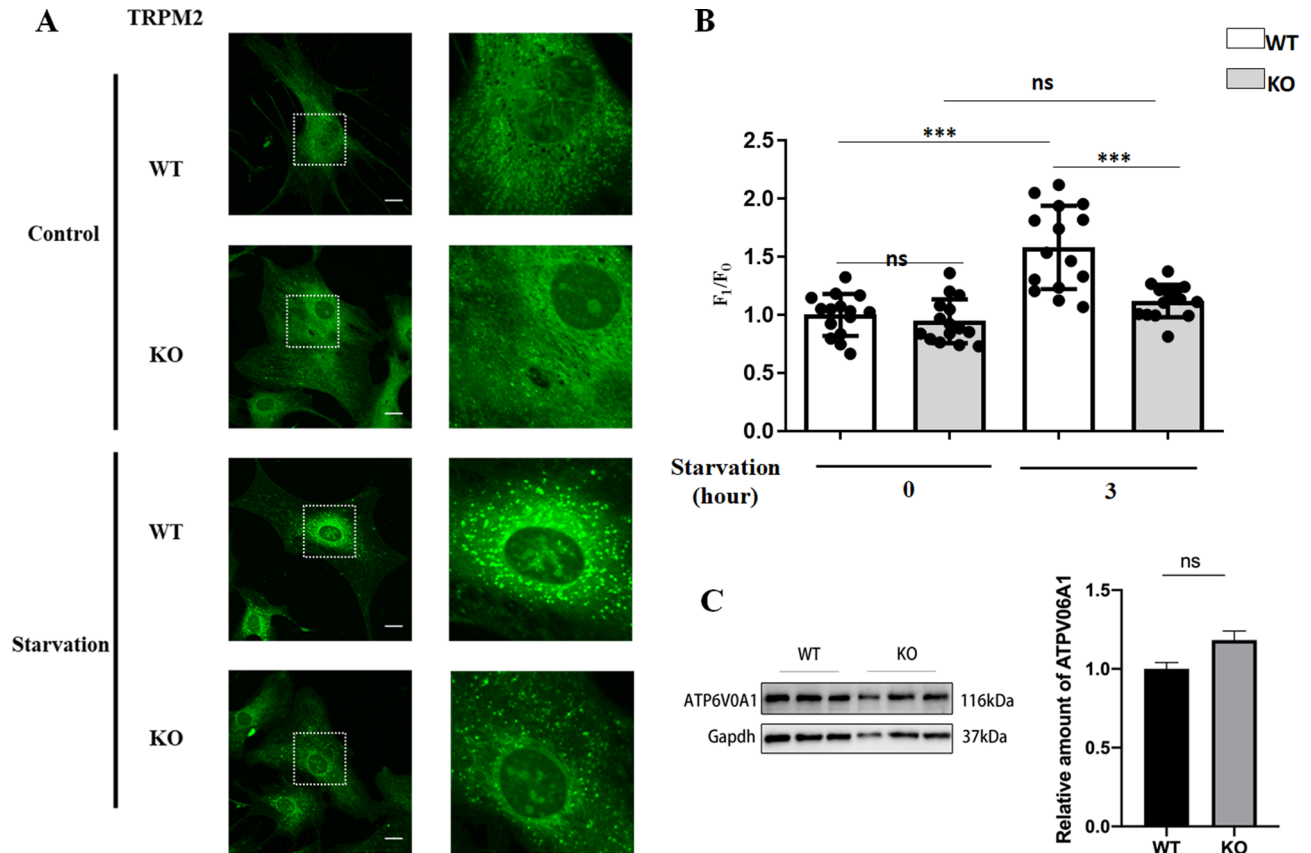 A
TRPM2
WT
Control
KO
WT
Starvation
KO
B
WT
KO
ns
***
***
ns
2.5
2.0
1.5
1.0
0.5
0.0
F1/F0
Starvation
(hour)
0
3
C
WT KO
ATP6V0A1 116kDa
Gapdh 37kDa
ns
1.5
1.0
0.5
0.0
Relative amount of ATPV06A1
WT KO